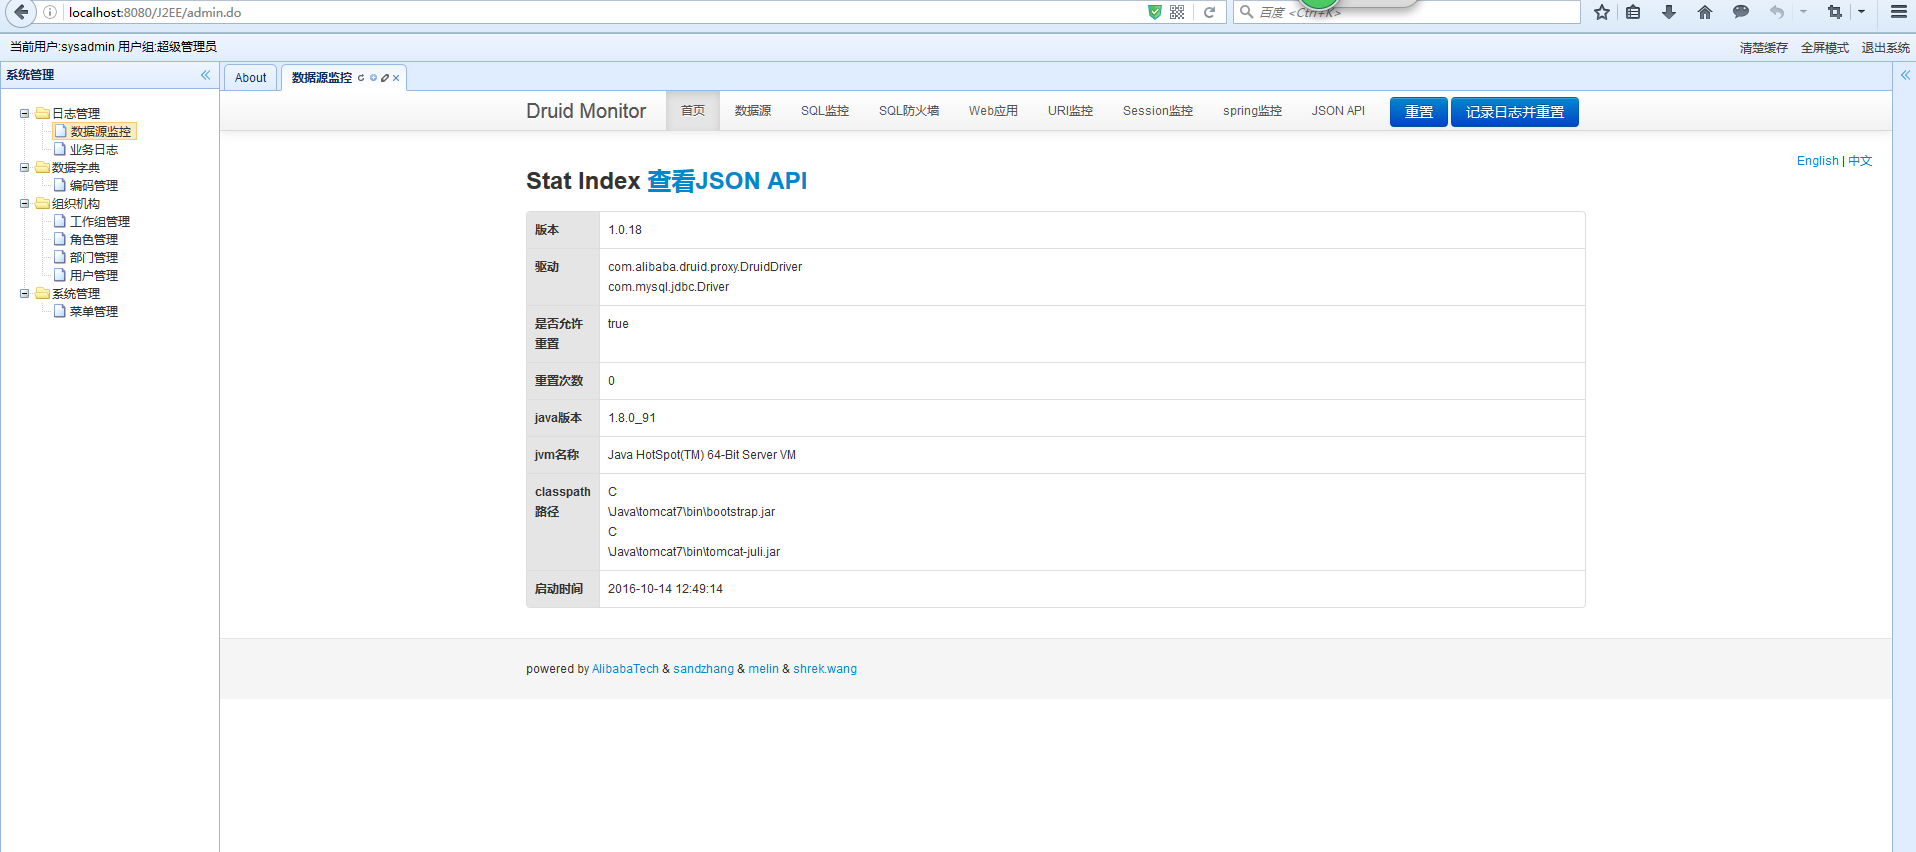 localhost:8080/J2EE/admin.do
百度 <Ctrl+K>
当前用户:sysadmin 用户组:超级管理员
清楚缓存 全屏模式 退出系统
系统管理
About
数据源监控
日志管理
数据源监控
业务日志
数据字典
编码管理
组织机构
工作组管理
角色管理
部门管理
用户管理
系统管理
菜单管理
Druid Monitor 首页 数据源 SQL监控 SQL防火墙 Web应用 URI监控 Session监控 spring监控 JSON API 重置 记录日志并重置
English | 中文
Stat Index 查看JSON API
版本 1.0.18
驱动 com.alibaba.druid.proxy.DruidDriver
com.mysql.jdbc.Driver
是否允许重置 true
重置次数 0
java版本 1.8.0_91
jvm名称 Java HotSpot(TM) 64-Bit Server VM
classpath路径 C
\Java\tomcat7\bin\bootstrap.jar
C
\Java\tomcat7\bin\tomcat-juli.jar
启动时间 2016-10-14 12:49:14
powered by AlibabaTech & sandzhang & melin & shrek.wang